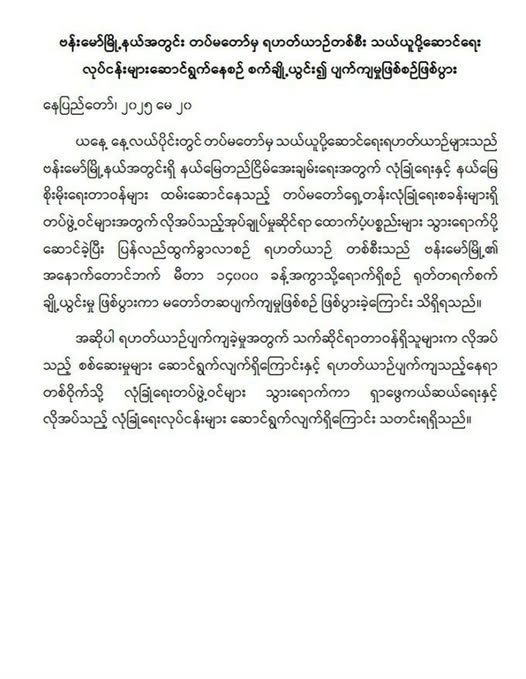 ဗန်းမော်မြို့နယ်အတွင်း တပ်မတော်မှ ရဟတ်ယာဉ်တစ်စီး သယ်ယူပို့ဆောင်ရေး
လုပ်ငန်းများဆောင်ရွက်နေစဉ် စက်ချို့ယွင်း၍ ပျက်ကျမှုဖြစ်စဉ်ဖြစ်ပွား
နေပြည်တော်၊ ၂၀၂၅ မေ ၂၀
ယနေ့ နေ့လယ်ပိုင်းတွင် တပ်မတော်မှ သယ်ယူပို့ဆောင်ရေးရဟတ်ယာဉ်များသည်
ဗန်းမော်မြို့နယ်အတွင်းရှိ နယ်မြေတည်ငြိမ်အေးချမ်းရေးအတွက် လုံခြုံရေးနှင့် နယ်မြေ
စိုးမိုးရေးတာဝန်များ ထမ်းဆောင်နေသည့် တပ်မတော်ရှေ့တန်းလုံခြုံရေးစခန်းများရှိ
တပ်ဖွဲ့ဝင်များအတွက် လိုအပ်သည့်အုပ်ချုပ်မှုဆိုင်ရာ ထောက်ပံ့ပစ္စည်းများ သွားရောက်ပို့
ဆောင်ခဲ့ပြီး ပြန်လည်ထွက်ခွာလာစဉ် ရဟတ်ယာဉ် တစ်စီးသည် ဗန်းမော်မြို့၏
အနောက်တောင်ဘက် မီတာ ၁၄၀၀၀ ခန့်အကွာသို့ရောက်ရှိစဉ် ရုတ်တရက်စက်
ချို့ယွင်းမှု ဖြစ်ပွားကာ မတော်တဆပျက်ကျမှုဖြစ်စဉ် ဖြစ်ပွားခဲ့ကြောင်း သိရှိရသည်။
အဆိုပါ ရဟတ်ယာဉ်ပျက်ကျခဲ့မှုအတွက် သက်ဆိုင်ရာတာဝန်ရှိသူများက လိုအပ်
သည့် စစ်ဆေးမှုများ ဆောင်ရွက်လျက်ရှိကြောင်းနှင့် ရဟတ်ယာဉ်ပျက်ကျသည့်နေရာ
တစ်ဝိုက်သို့ လုံခြုံရေးတပ်ဖွဲ့ဝင်များ သွားရောက်ကာ ရှာဖွေကယ်ဆယ်ရေးနှင့်
လိုအပ်သည့် လုံခြုံရေးလုပ်ငန်းများ ဆောင်ရွက်လျက်ရှိကြောင်း သတင်းရရှိသည်။